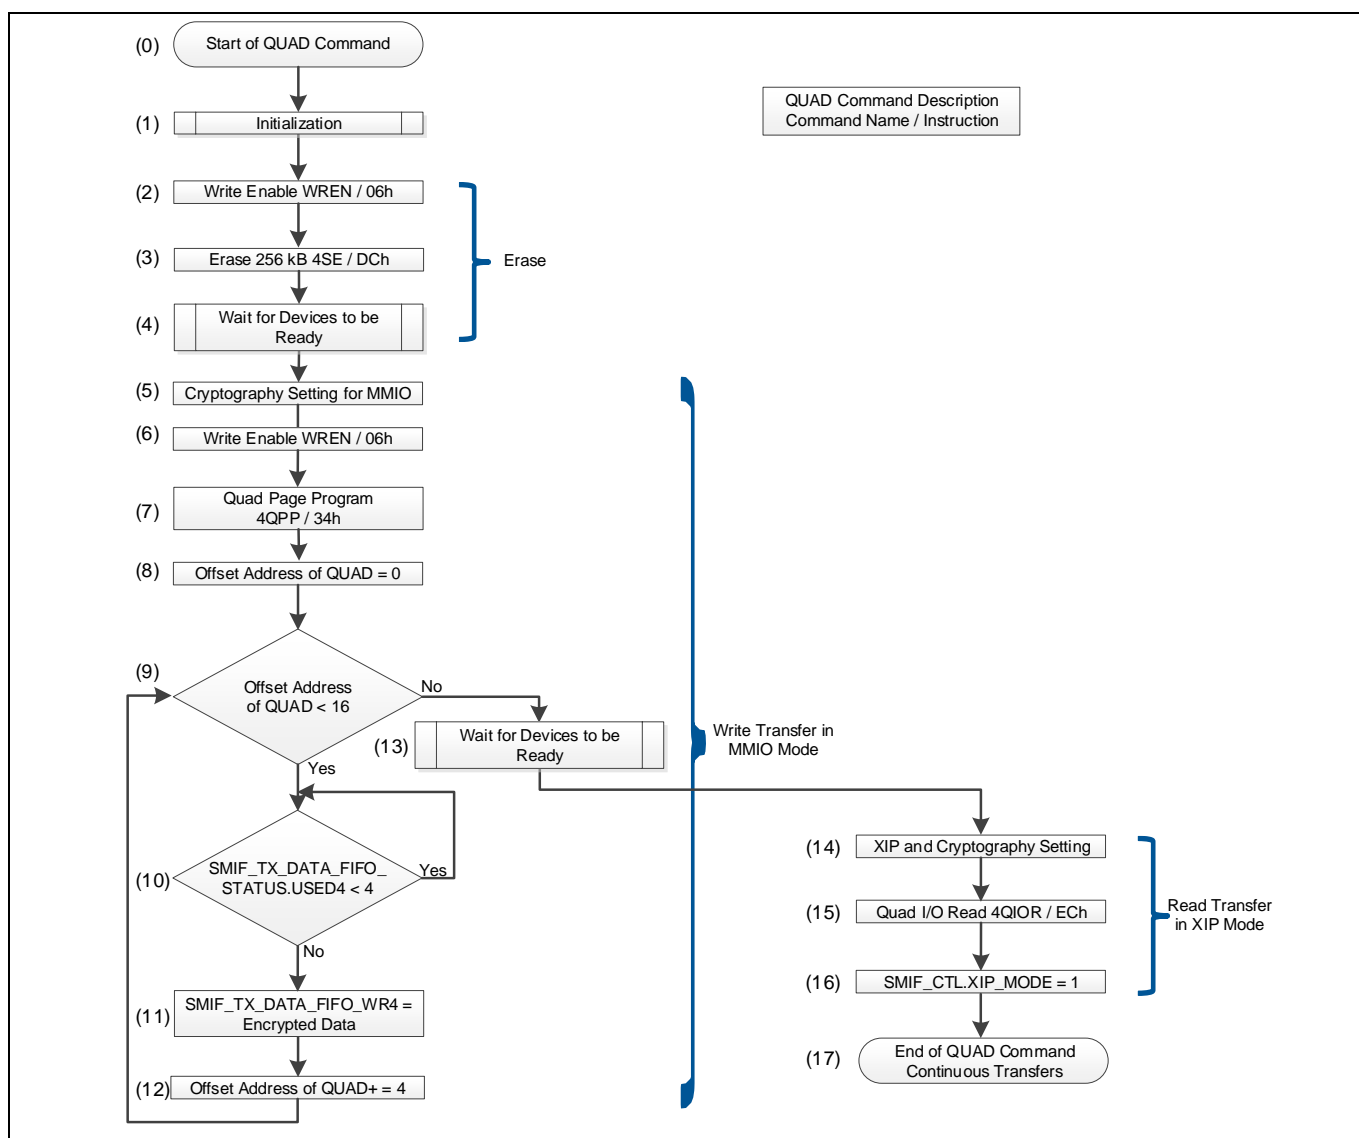 (0)
Start of QUAD Command
QUAD Command Description
Command Name / Instruction
(1)
Initialization
(2)
Write Enable WREN / 06h
(3)
Erase 256 kB 4SE / DCh
Erase
(4)
Wait for Devices to be
Ready
(5)
Cryptography Setting for MMIO
(6)
Write Enable WREN / 06h
(7)
Quad Page Program
4QPP / 34h
(8)
Offset Address of QUAD = 0
(9)
Offset Address
of QUAD < 16
No
Yes
(13)
Wait for Devices to be
Ready
Write Transfer in
MMIO Mode
(10)
SMIF_TX_DATA_FIFO_
STATUS.USED4 < 4
Yes
No
(11)
SMIF_TX_DATA_FIFO_WR4 =
Encrypted Data
(12)
Offset Address of QUAD+ = 4
(14)
XIP and Cryptography Setting
(15)
Quad I/O Read 4QIOR / ECh
Read Transfer
in XIP Mode
(16)
SMIF_CTL.XIP_MODE = 1
(17)
End of QUAD Command
Continuous Transfers